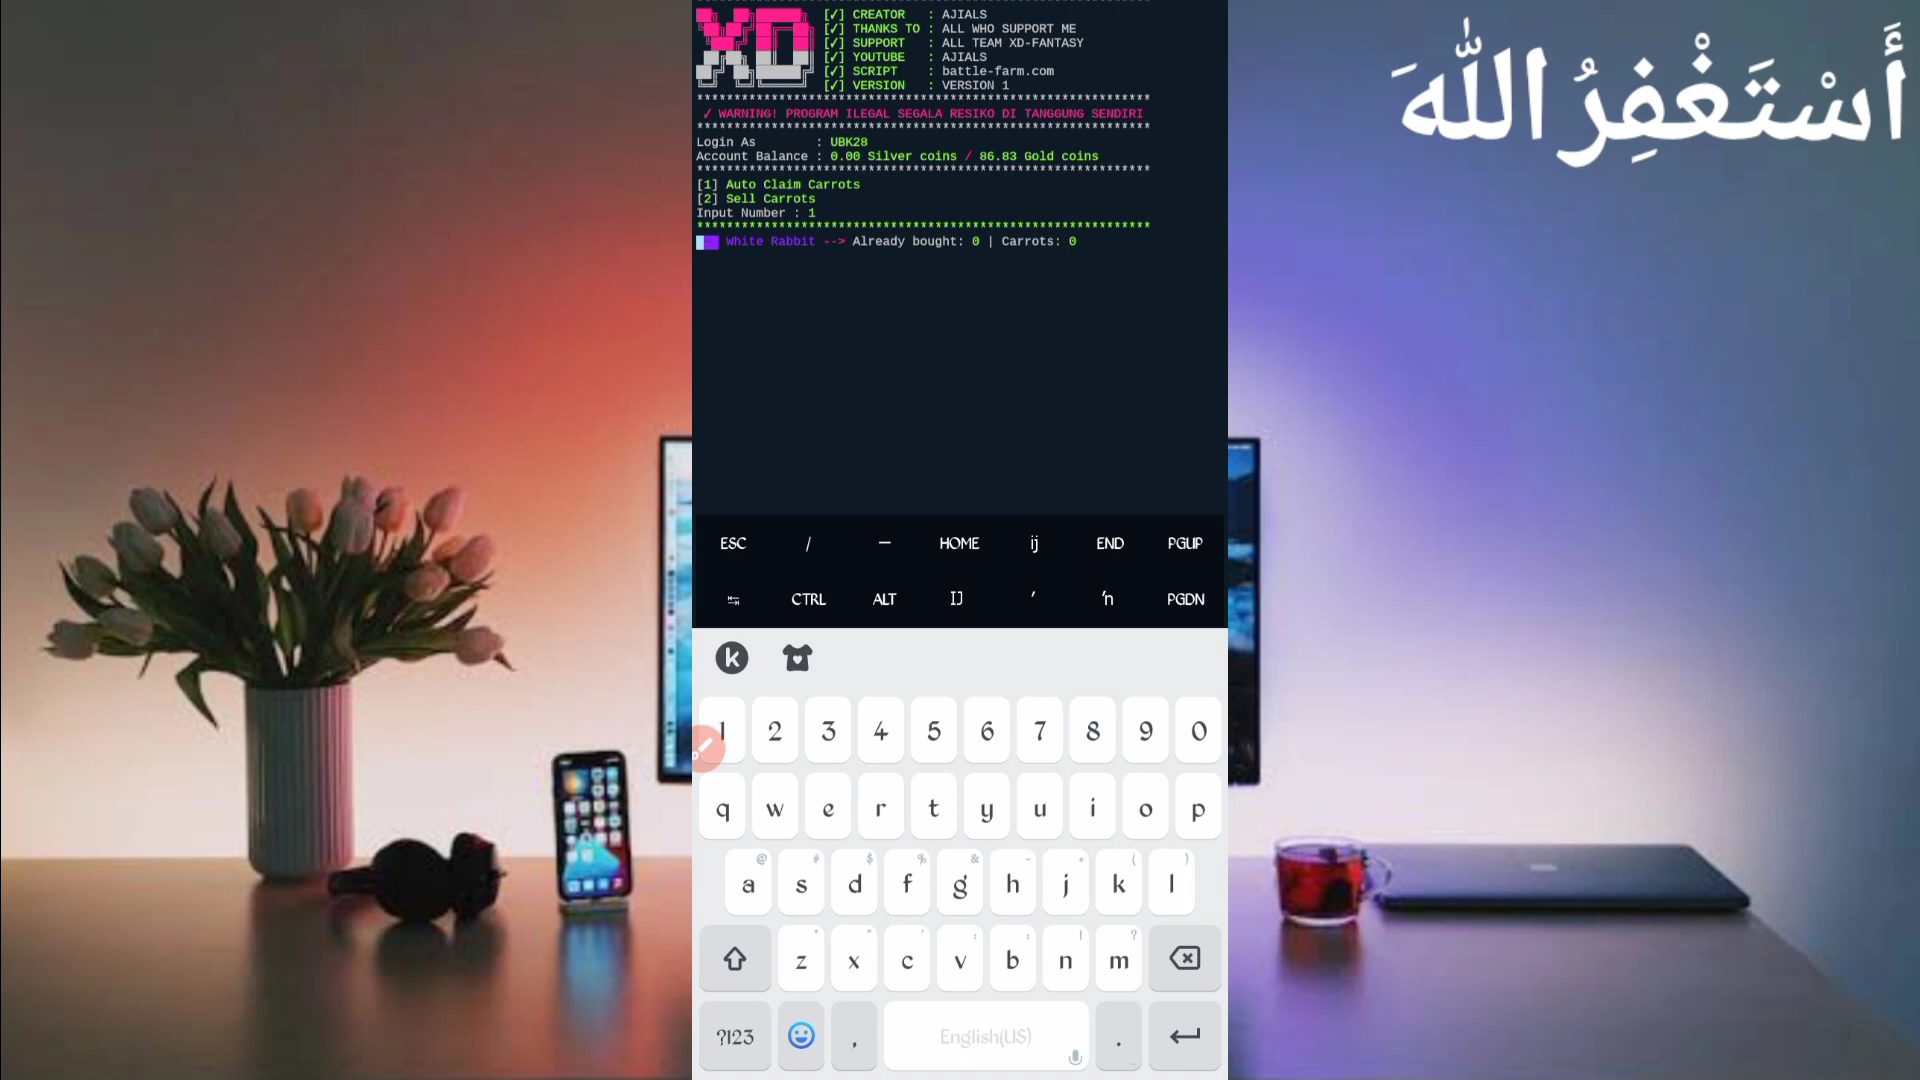 XD
[✓] CREATOR : AJIALS
[✓] THANKS TO : ALL WHO SUPPORT ME
[✓] SUPPORT : ALL TEAM XD-FANTASY
[✓] YOUTUBE : AJIALS
[✓] SCRIPT : battle-farm.com
[✓] VERSION : VERSION 1
*************************************************************
✓ WARNING! PROGRAM ILEGAL SEGALA RESIKO DI TANGGUNG SENDIRI
*************************************************************
Login As : UBK28
Account Balance : 0.00 Silver coins / 86.83 Gold coins
*************************************************************
[1] Auto Claim Carrots
[2] Sell Carrots
Input Number : 1
*************************************************************
White Rabbit --> Already bought: 0 | Carrots: 0
ESC / — HOME ĳ END PGUP
↹ CTRL ALT Ĳ ʹ ŉ PGDN
k
1 2 3 4 5 6 7 8 9 0
q w e r t y u i o p
@ # $ % & - + ( )
a s d f g h j k l
z x c v b n m
?123 , English(US) .
أَسْتَغْفِرُ اللّٰهَ